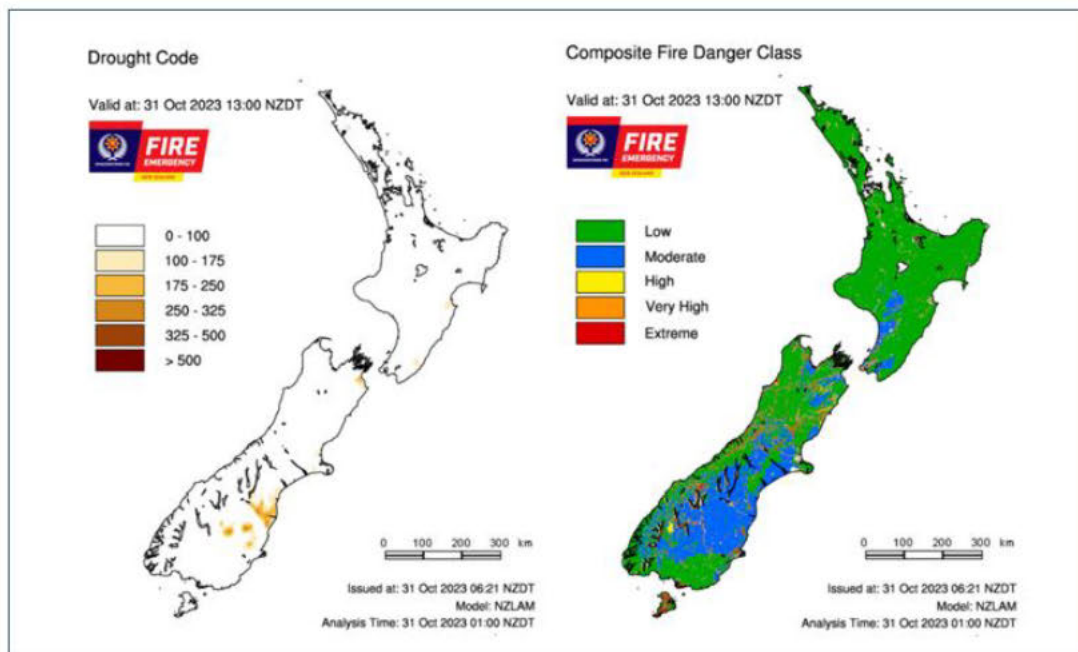 Drought Code
Valid at: 31 Oct 2023 13:00 NZDT
FIRE
EMERGENCY
NEW ZEALAND
0 - 100
100 - 175
175 - 250
250 - 325
325 - 500
> 500
0 100 200 300 km
Issued at: 31 Oct 2023 06:21 NZDT
Model: NZLAM
Analysis Time: 31 Oct 2023 01:00 NZDT
Composite Fire Danger Class
Valid at: 31 Oct 2023 13:00 NZDT
FIRE
EMERGENCY
NEW ZEALAND
Low
Moderate
High
Very High
Extreme
0 100 200 300 km
Issued at: 31 Oct 2023 06:21 NZDT
Model: NZLAM
Analysis Time: 31 Oct 2023 01:00 NZDT